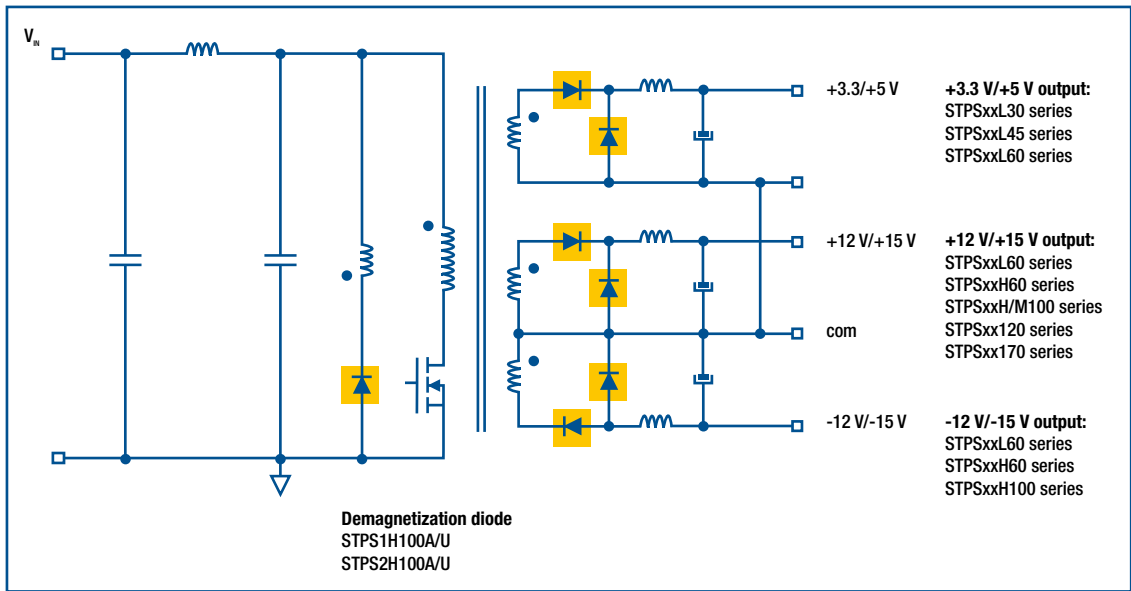 VIN
+3.3/+5 V
+3.3 V/+5 V output:
STPSxxL30 series
STPSxxL45 series
STPSxxL60 series
+12 V/+15 V
+12 V/+15 V output:
STPSxxL60 series
STPSxxH60 series
STPSxxH/M100 series
STPSxx120 series
STPSxx170 series
com
-12 V/-15 V
-12 V/-15 V output:
STPSxxL60 series
STPSxxH60 series
STPSxxH100 series
Demagnetization diode
STPS1H100A/U
STPS2H100A/U